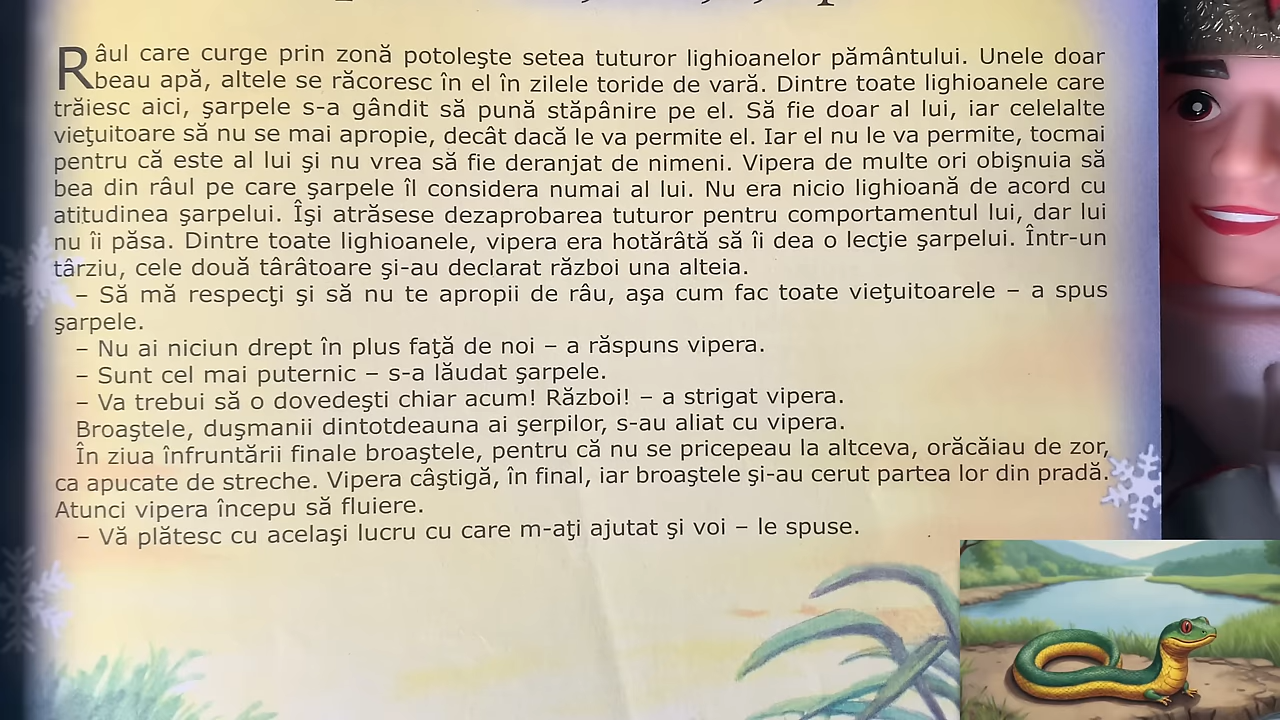 Râul care curge prin zonă potoleşte setea tuturor lighioanelor pământului. Unele doar
beau apă, altele se răcoresc în el în zilele toride de vară. Dintre toate lighioanele care
trăiesc aici, şarpele s-a gândit să pună stăpânire pe el. Să fie doar al lui, iar celelalte
vieţuitoare să nu se mai apropie, decât dacă le va permite el. Iar el nu le va permite, tocmai
pentru că este al lui şi nu vrea să fie deranjat de nimeni. Vipera de multe ori obişnuia să
bea din râul pe care şarpele îl considera numai al lui. Nu era nicio lighioană de acord cu
atitudinea şarpelui. Îşi atrăsese dezaprobarea tuturor pentru comportamentul lui, dar lui
nu îi păsa. Dintre toate lighioanele, vipera era hotărâtă să îi dea o lecţie şarpelui. Într-un
târziu, cele două târâtoare şi-au declarat război una alteia.
– Să mă respecţi şi să nu te apropii de râu, aşa cum fac toate vieţuitoarele – a spus
şarpele.
– Nu ai niciun drept în plus faţă de noi – a răspuns vipera.
– Sunt cel mai puternic – s-a lăudat şarpele.
– Va trebui să o dovedeşti chiar acum! Război! – a strigat vipera.
Broaştele, duşmanii dintotdeauna ai şerpilor, s-au aliat cu vipera.
În ziua înfruntării finale broaştele, pentru că nu se pricepeau la altceva, orăcăiau de zor,
ca apucate de streche. Vipera câştigă, în final, iar broaştele şi-au cerut partea lor din pradă.
Atunci vipera începu să fluiere.
– Vă plătesc cu acelaşi lucru cu care m-aţi ajutat şi voi – le spuse.